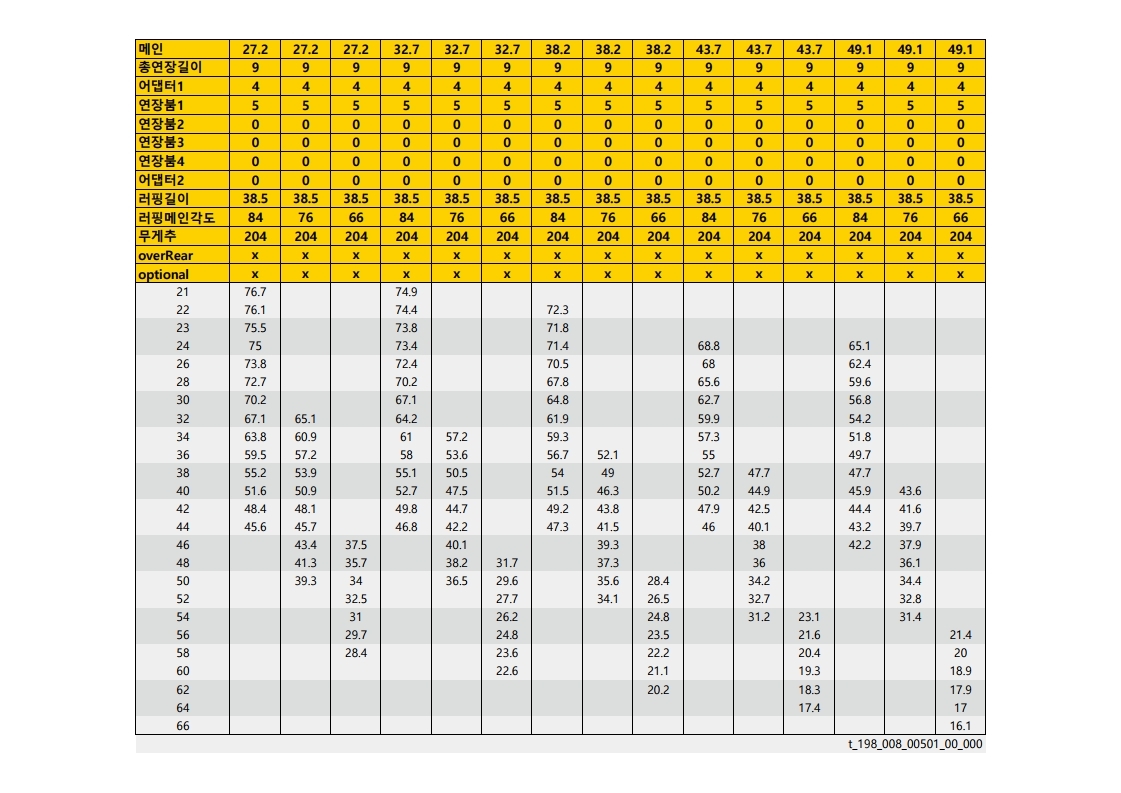 메인 27.2 27.2 27.2 32.7 32.7 32.7 38.2 38.2 38.2 43.7 43.7 43.7 49.1 49.1 49.1
총연장길이 9 9 9 9 9 9 9 9 9 9 9 9 9 9 9
어댑터1 4 4 4 4 4 4 4 4 4 4 4 4 4 4 4
연장붐1 5 5 5 5 5 5 5 5 5 5 5 5 5 5 5
연장붐2 0 0 0 0 0 0 0 0 0 0 0 0 0 0 0
연장붐3 0 0 0 0 0 0 0 0 0 0 0 0 0 0 0
연장붐4 0 0 0 0 0 0 0 0 0 0 0 0 0 0 0
어댑터2 0 0 0 0 0 0 0 0 0 0 0 0 0 0 0
러핑길이 38.5 38.5 38.5 38.5 38.5 38.5 38.5 38.5 38.5 38.5 38.5 38.5 38.5 38.5 38.5
러핑메인각도 84 76 66 84 76 66 84 76 66 84 76 66 84 76 66
무게추 204 204 204 204 204 204 204 204 204 204 204 204 204 204 204
overRear x x x x x x x x x x x x x x x
optional x x x x x x x x x x x x x x x
21 76.7 74.9
22 76.1 74.4 72.3
23 75.5 73.8 71.8
24 75 73.4 71.4 68.8 65.1
26 73.8 72.4 70.5 68 62.4
28 72.7 70.2 67.8 65.6 59.6
30 70.2 67.1 64.8 62.7 56.8
32 67.1 65.1 64.2 61.9 59.9 54.2
34 63.8 60.9 61 57.2 59.3 57.3 51.8
36 59.5 57.2 58 53.6 56.7 52.1 55 49.7
38 55.2 53.9 55.1 50.5 54 49 52.7 47.7 47.7
40 51.6 50.9 52.7 47.5 51.5 46.3 50.2 44.9 45.9 43.6
42 48.4 48.1 49.8 44.7 49.2 43.8 47.9 42.5 44.4 41.6
44 45.6 45.7 46.8 42.2 47.3 41.5 46 40.1 43.2 39.7
46 43.4 37.5 40.1 39.3 38 42.2 37.9
48 41.3 35.7 38.2 31.7 37.3 36 36.1
50 39.3 34 36.5 29.6 35.6 28.4 34.2 34.4
52 32.5 27.7 34.1 26.5 32.7 32.8
54 31 26.2 24.8 31.2 23.1 31.4
56 29.7 24.8 23.5 21.6 21.4
58 28.4 23.6 22.2 20.4 20
60 22.6 21.1 19.3 18.9
62 20.2 18.3 17.9
64 17.4 17
66 16.1
t_198_008_00501_00_000